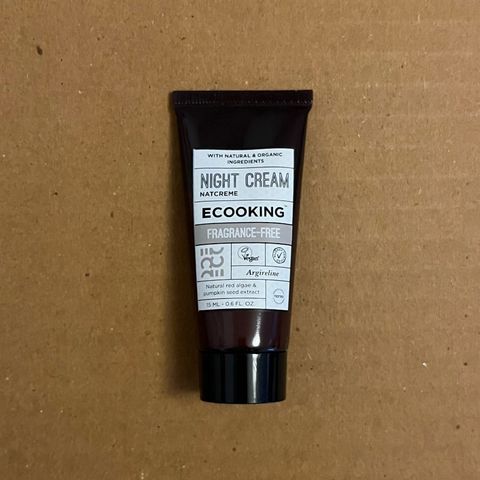 WITH NATURAL & ORGANIC
INGREDIENTS
NIGHT CREAM
NATCREME
ECOOKING™
FRAGRANCE-FREE
Vegan
Argireline
Natural red algae &
pumpkin seed extract
15 ML - 0.6 FL. OZ.